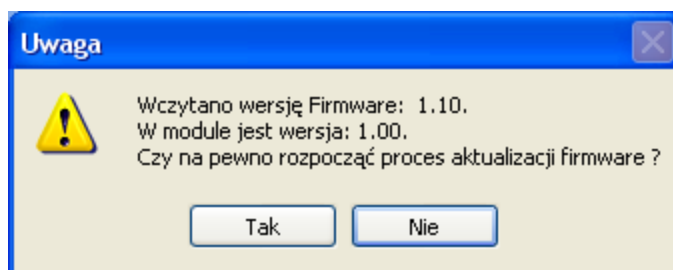 Uwaga
Wczytano wersję Firmware:  1.10.
W module jest wersja: 1.00.
Czy na pewno rozpocząć proces aktualizacji firmware ?
Tak
Nie